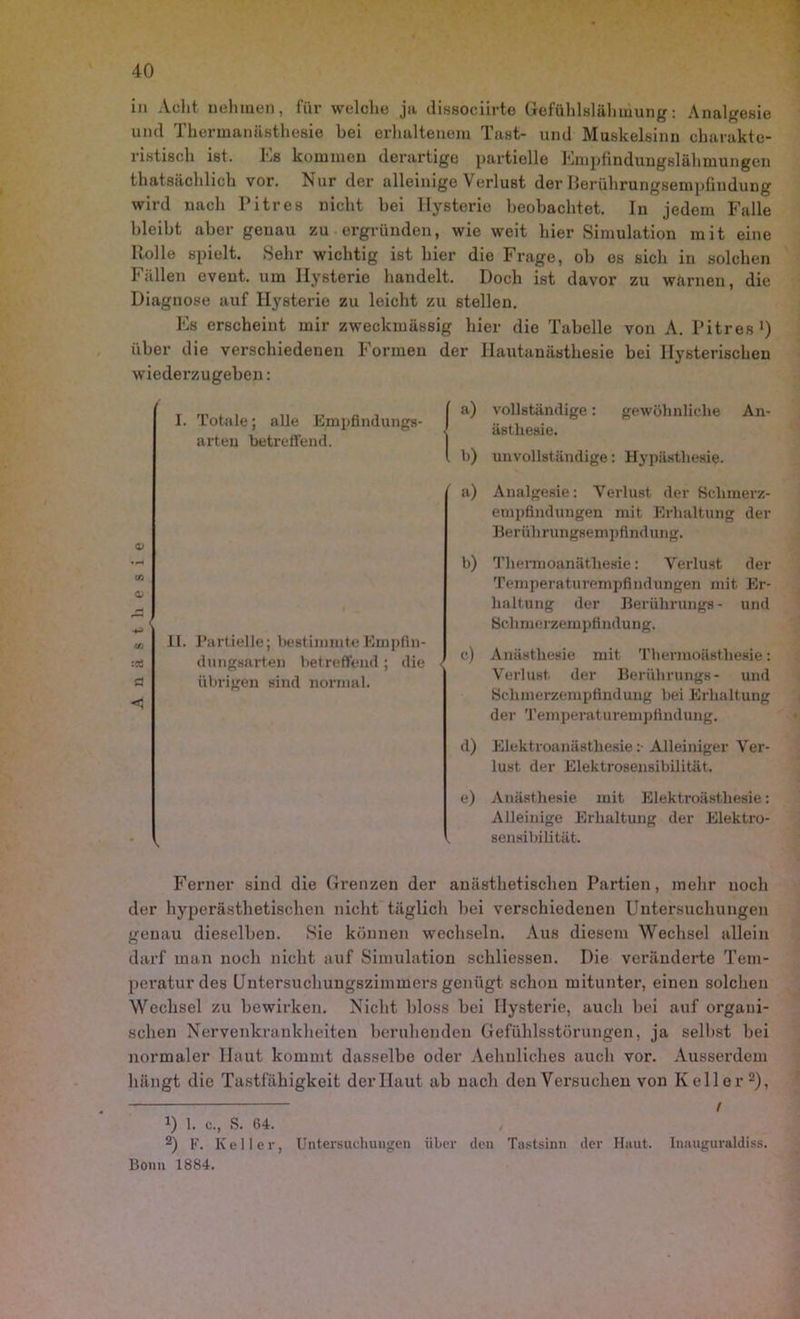 40
in Acht nehmen, für welche ja dissociirte Gefühlslähmung: Analgesie
und Thermanästhesie bei erhaltenem Tast- und Muskelsinn charakte-
ristisch ist. Es kommen derartige partielle Empfindungslähmungen
thatsächlich vor. Nur der alleinige Verlust der Berührungsempfindung
wird nach Pitres nicht bei Hysterie beobachtet. In jedem Falle
bleibt aber genau zu ergründen, wie weit hier Simulation mit eine
Rolle spielt. Sehr wichtig ist hier die Frage, ob es sich in solchen
Fällen event. um Hysterie handelt. Doch ist davor zu warnen, die
Diagnose auf Hysterie zu leicht zu stellen.
Es erscheint mir zweckmässig hier die Tabelle von A. Pitres ¹)
über die verschiedenen Formen der Hautanästhesie bei Hysterischen
wiederzugeben:
Anästhesie
I. Totale; alle Empfindungs-
arten betreffend.
a) vollständige: gewöhnliche An-
ästhesie.
b) unvollständige: Hypästhesie.
II. Partielle; bestimmte Empfin-
dungsarten betreffend; die
übrigen sind normal.
a) Analgesie: Verlust der Schmerz-
empfindungen mit Erhaltung der
Berührungsempfindung.
b) Thermoanäthesie: Verlust der
Temperaturempfindungen mit Er-
haltung der Berührungs- und
Schmerzempfindung.
c) Anästhesie mit Thermoästhesie:
Verlust der Berührungs- und
Schmerzempfindung bei Erhaltung
der Temperaturempfindung.
d) Elektroanästhesie: Alleiniger Ver-
lust der Elektrosensibilität.
e) Anästhesie mit Elektroästhesie:
Alleinige Erhaltung der Elektro-
sensibilität.
Ferner sind die Grenzen der anästhetischen Partien, mehr noch
der hyperästhetischen nicht täglich bei verschiedenen Untersuchungen
genau dieselben. Sie können wechseln. Aus diesem Wechsel allein
darf man noch nicht auf Simulation schliessen. Die veränderte Tem-
peratur des Untersuchungszimmers genügt schon mitunter, einen solchen
Wechsel zu bewirken. Nicht bloss bei Hysterie, auch bei auf organi-
schen Nervenkrankheiten beruhenden Gefühlsstörungen, ja selbst bei
normaler Haut kommt dasselbe oder Aehnliches auch vor. Ausserdem
hängt die Tastfähigkeit der Haut ab nach den Versuchen von Keller ²),
¹) l. c., S. 64.
²) F. Keller, Untersuchungen über den Tastsinn der Haut. Inauguraldiss.
Bonn 1884.